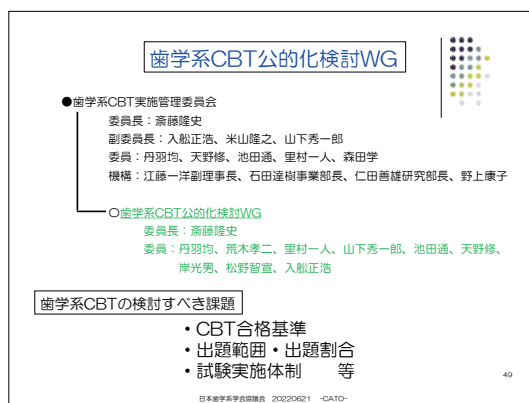 歯学系CBT公的化検討WG
●歯学系CBT実施管理委員会
委員長：斎藤隆史
副委員長：入舩正浩、米山隆之、山下秀一郎
委員：丹羽均、天野修、池田通、里村一人、森田学
機構：江藤一洋副理事長、石田達樹事業部長、仁田善雄研究部長、野上康子
〇歯学系CBT公的化検討WG
委員長：斎藤隆史
委員：丹羽均、荒木孝二、里村一人、山下秀一郎、池田通、天野修、
岸光男、松野智宣、入舩正浩
歯学系CBTの検討すべき課題
・CBT合格基準
・出題範囲・出題割合
・試験実施体制　等
49
日本歯学系学会協議会 20220621 -CATO-